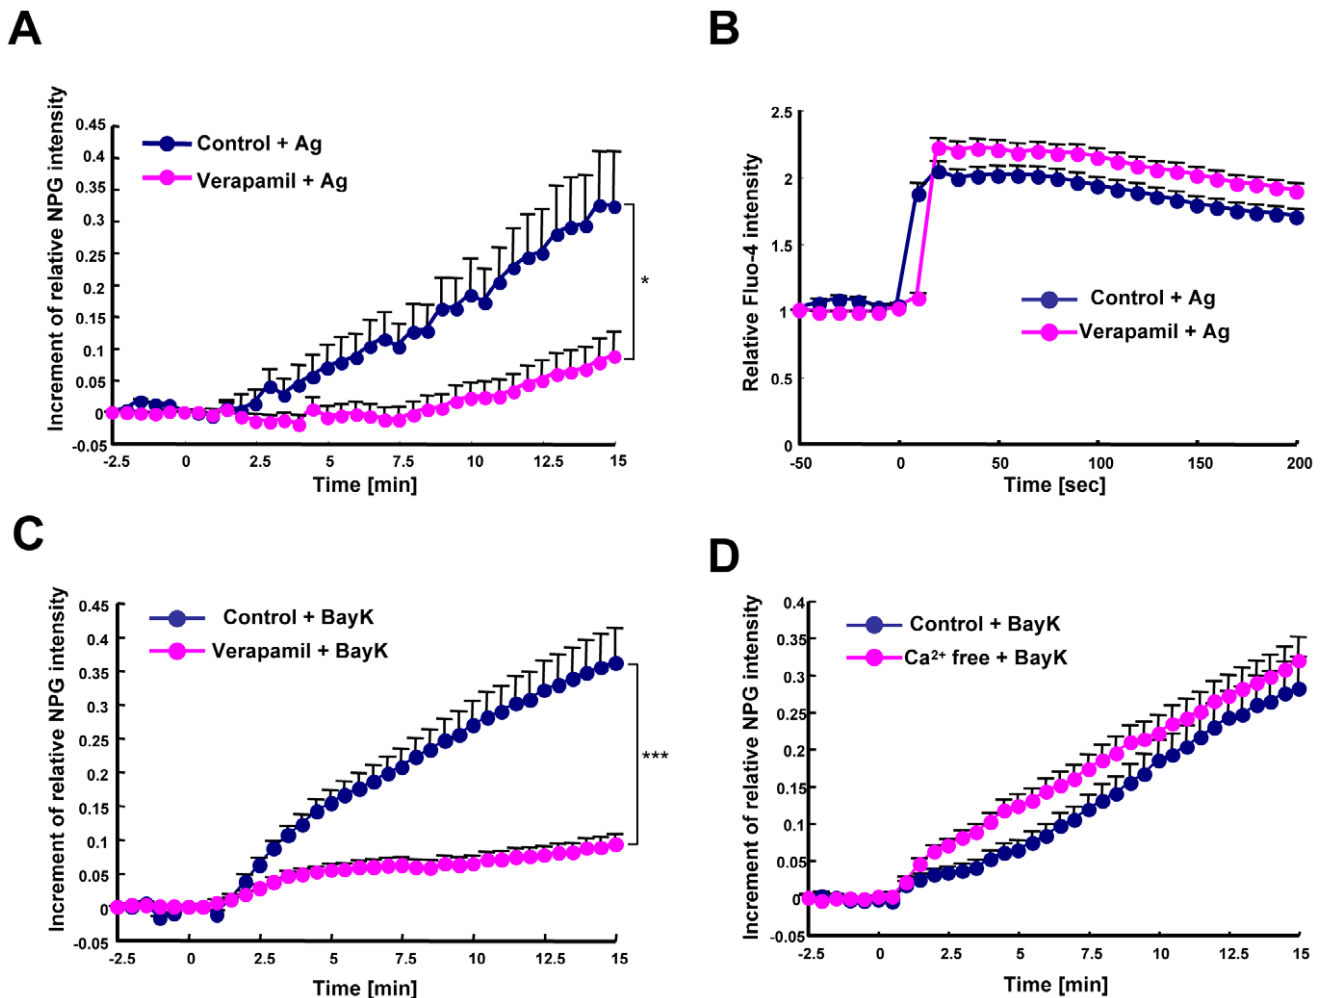 A
Increment of relative NPG intensity
0.45
0.4
0.35
0.3
0.25
0.2
0.15
0.1
0.05
0
-0.05
Control + Ag
Verapamil + Ag
*
-2.5 0 2.5 5 7.5 10 12.5 15
Time [min]
B
Relative Fluo-4 intensity
2.5
2
1.5
1
0.5
0
Control + Ag
Verapamil + Ag
-50 0 50 100 150 200
Time [sec]
C
Increment of relative NPG intensity
0.45
0.4
0.35
0.3
0.25
0.2
0.15
0.1
0.05
0
-0.05
Control + BayK
Verapamil + BayK
***
-2.5 0 2.5 5 7.5 10 12.5 15
Time [min]
D
Increment of relative NPG intensity
0.4
0.35
0.3
0.25
0.2
0.15
0.1
0.05
0
-0.05
Control + BayK
Ca²⁺ free + BayK
-2.5 0 2.5 5 7.5 10 12.5 15
Time [min]